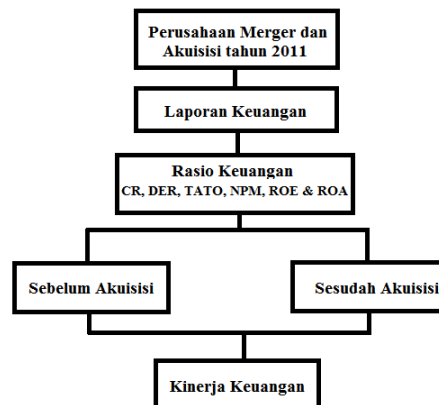 Perusahaan Merger dan
Akuisisi tahun 2011
Laporan Keuangan
Rasio Keuangan
CR, DER, TATO, NPM, ROE & ROA
Sebelum Akuisisi
Sesudah Akuisisi
Kinerja Keuangan